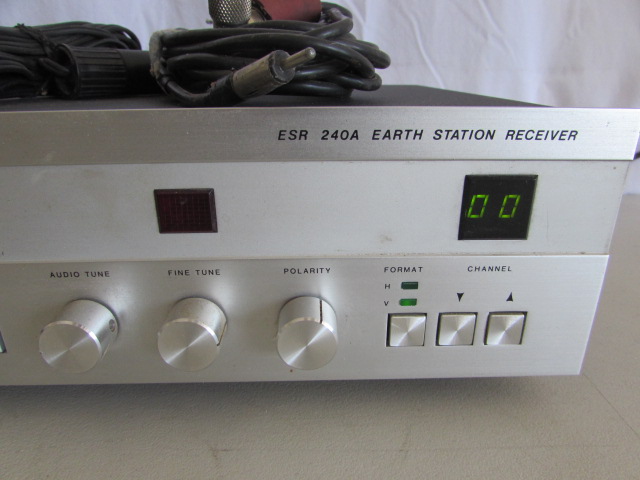 ESR 240A EARTH STATION RECEIVER
00
AUDIO TUNE FINE TUNE POLARITY FORMAT CHANNEL
H
V